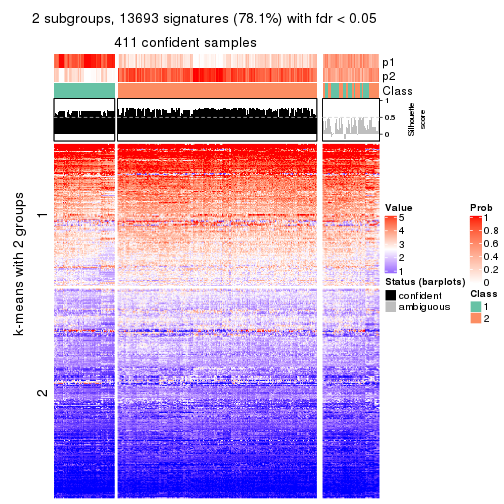 2 subgroups, 13693 signatures (78.1%) with fdr < 0.05
411 confident samples
p1
p2
Class
1
0.5
0
Silhouette
score
k-means with 2 groups
1
2
Value
5
4
3
2
1
Status (barplots)
confident
ambiguous
Prob
1
0.8
0.6
0.4
0.2
0
Class
1
2